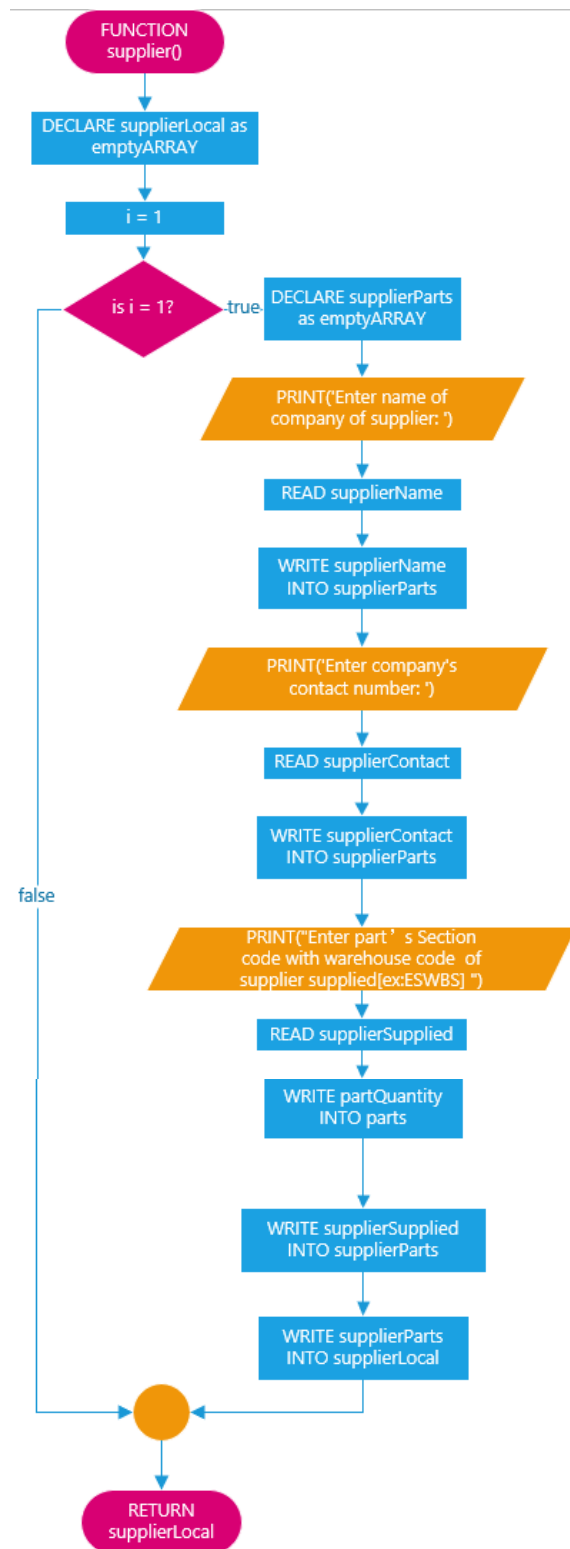 FUNCTION
supplier()
DECLARE supplierLocal as
emptyARRAY
i = 1
is i = 1?
true
DECLARE supplierParts
as emptyARRAY
PRINT('Enter name of
company of supplier: ')
READ supplierName
WRITE supplierName
INTO supplierParts
PRINT('Enter company's
contact number: ')
READ supplierContact
WRITE supplierContact
INTO supplierParts
false
PRINT("Enter part’s Section
code with warehouse code of
supplier supplied[ex:ESWBS] ")
READ supplierSupplied
WRITE partQuantity
INTO parts
WRITE supplierSupplied
INTO supplierParts
WRITE supplierParts
INTO supplierLocal
RETURN
supplierLocal